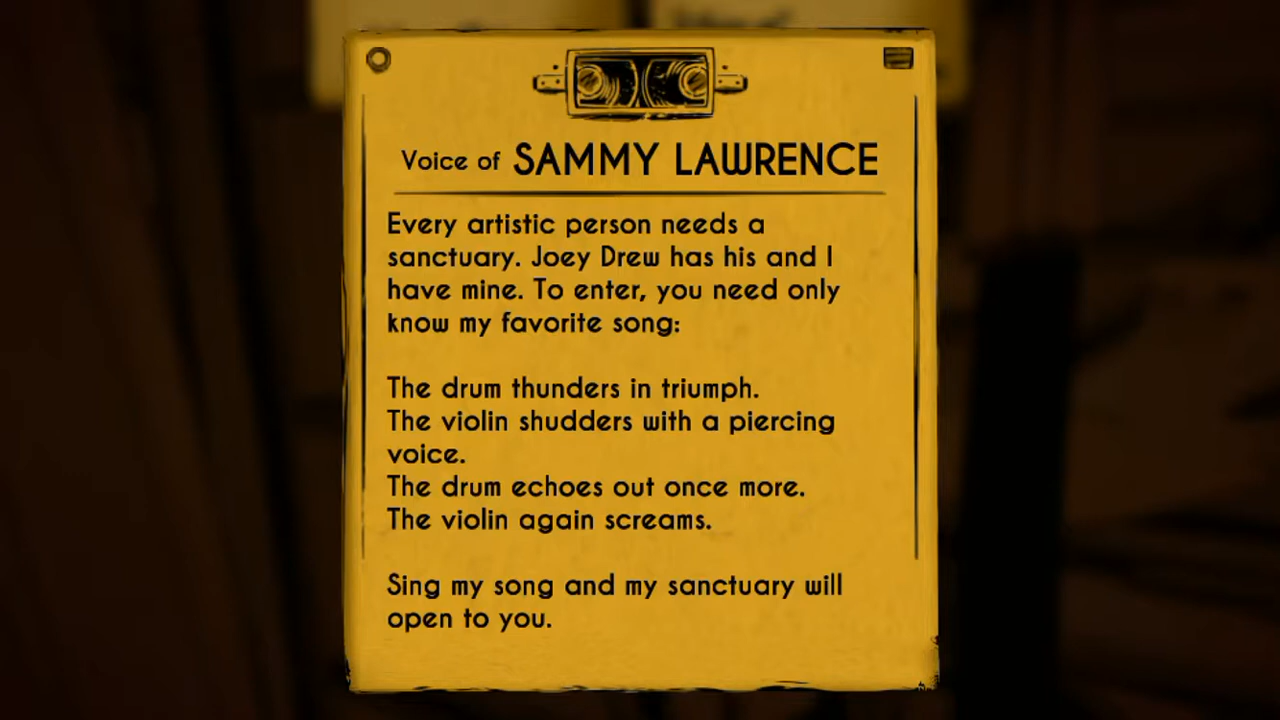 Voice of SAMMY LAWRENCE
Every artistic person needs a
sanctuary. Joey Drew has his and I
have mine. To enter, you need only
know my favorite song:
The drum thunders in triumph.
The violin shudders with a piercing
voice.
The drum echoes out once more.
The violin again screams.
Sing my song and my sanctuary will
open to you.